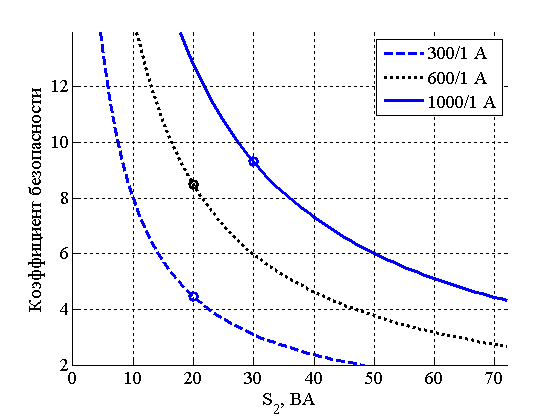 300/1 А
600/1 А
1000/1 А
Коэффициент безопасности
12
10
8
6
4
2
0 10 20 30 40 50 60 70
S2, ВА